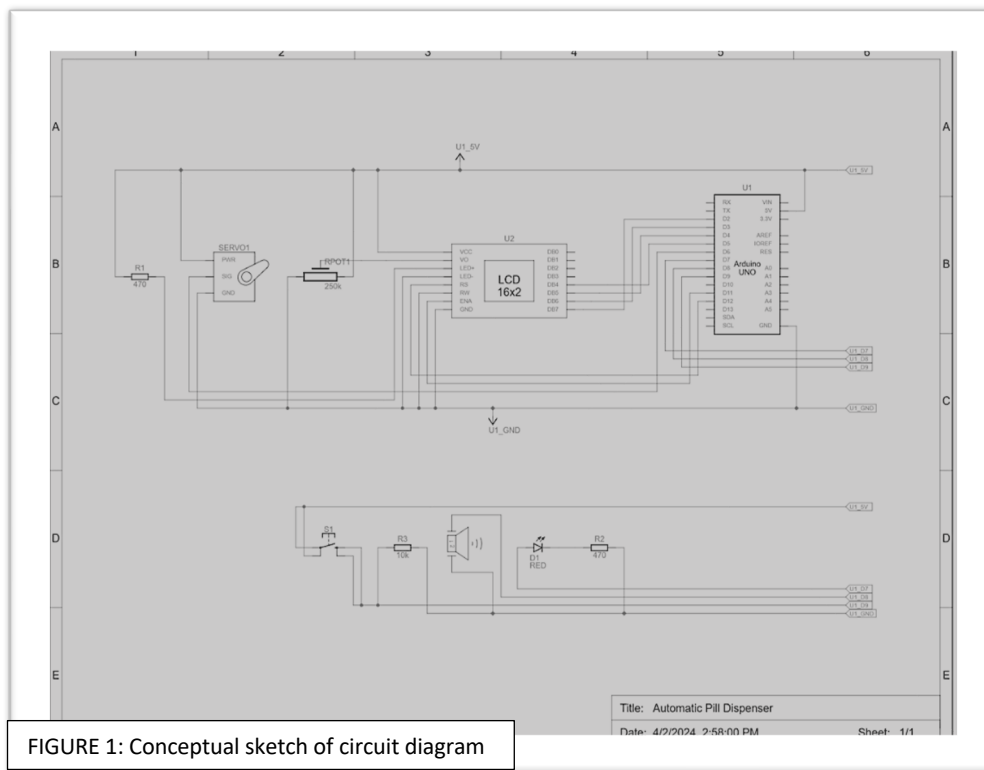 1 2 3 4 5 6
A A
U1_5V
U1_5V
U1
RX VIN
TX 5V
D2 3.3V
D3
D4 AREF
D5 IOREF
D6 RES
D7
Arduino
UNO
D8 A0
D9 A1
D10 A2
D11 A3
D12 A4
D13 A5
SDA
SCL GND
SERVO1
PWR
SIG
GND
RPOT1
250k
B B
R1
470
U2
VCC DB0
VO DB1
LED+ DB2
LED- DB3
RS DB4
RW DB5
ENA DB6
GND DB7
LCD
16x2
U1_D7
U1_D8
U1_D9
C C
U1_GND
U1_GND
U1_5V
D D
S1
R3
10k
D1
RED
R2
470
U1_D7
U1_D8
U1_D9
U1_GND
E E
Title: Automatic Pill Dispenser
Date: 4/2/2024, 2:58:00 PM Sheet: 1/1
FIGURE 1: Conceptual sketch of circuit diagram